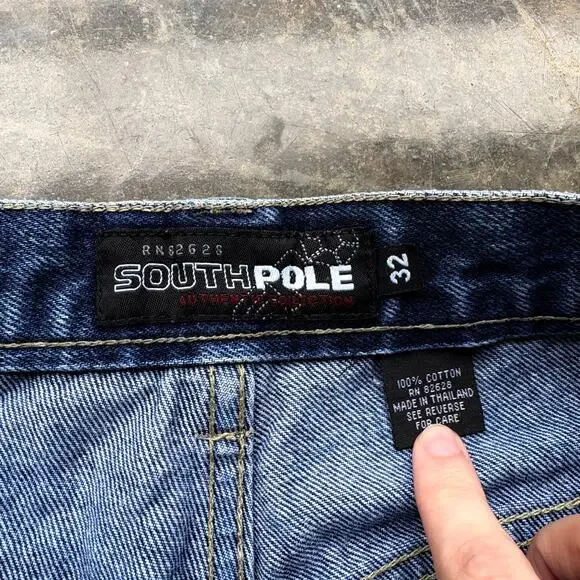 RN82628
SOUTHPOLE
AUTHENTIC COLLECTION
32
100% COTTON
RN 82628
MADE IN THAILAND
SEE REVERSE
FOR CARE